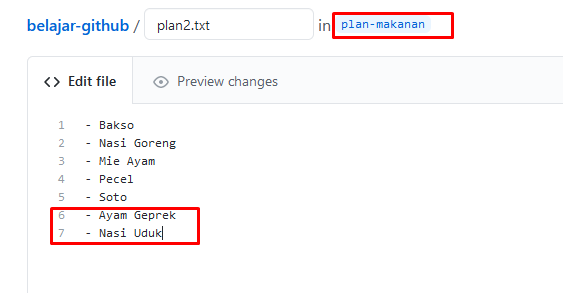 belajar-github / plan2.txt in plan-makanan
Edit file Preview changes
1 - Bakso
2 - Nasi Goreng
3 - Mie Ayam
4 - Pecel
5 - Soto
6 - Ayam Geprek
7 - Nasi Uduk